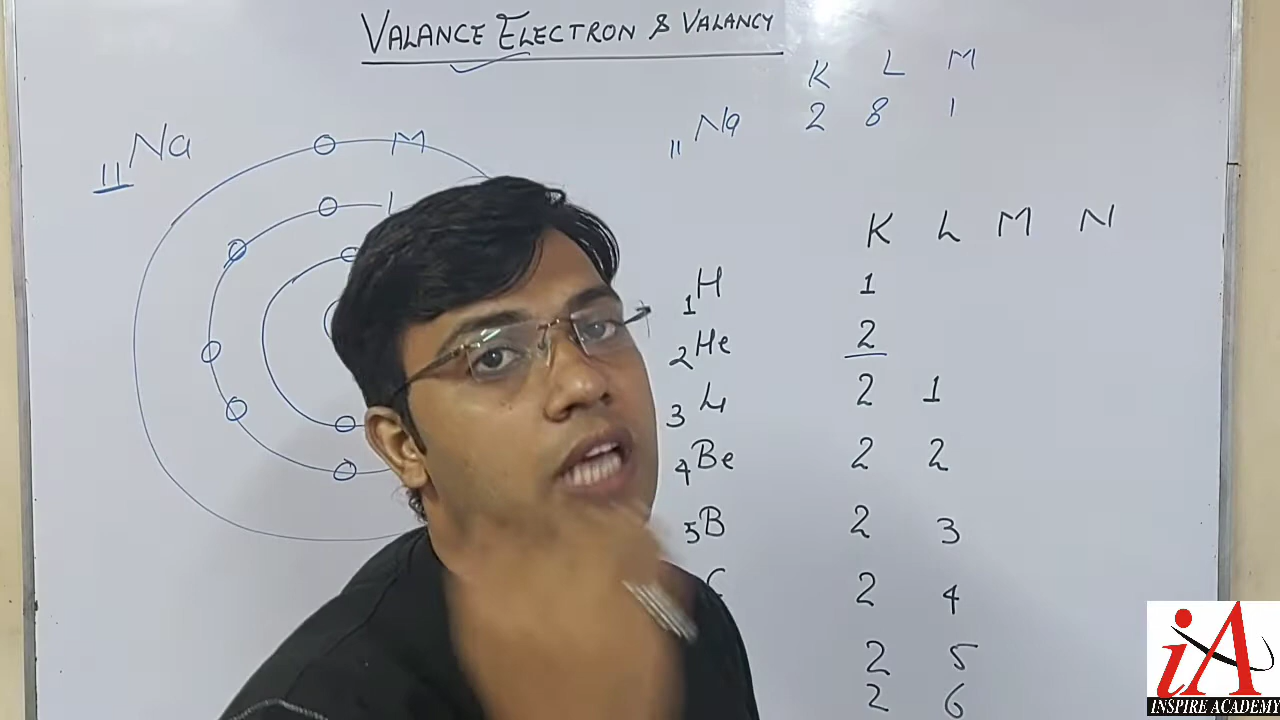 VALANCE ELECTRON & VALANCY
K L M
11Na 2 8 1
11Na
M
L
K L M N
1H 1
2He 2
3Li 2 1
4Be 2 2
5B 2 3
C 2 4
2 5
2 6
iA
INSPIRE ACADEMY